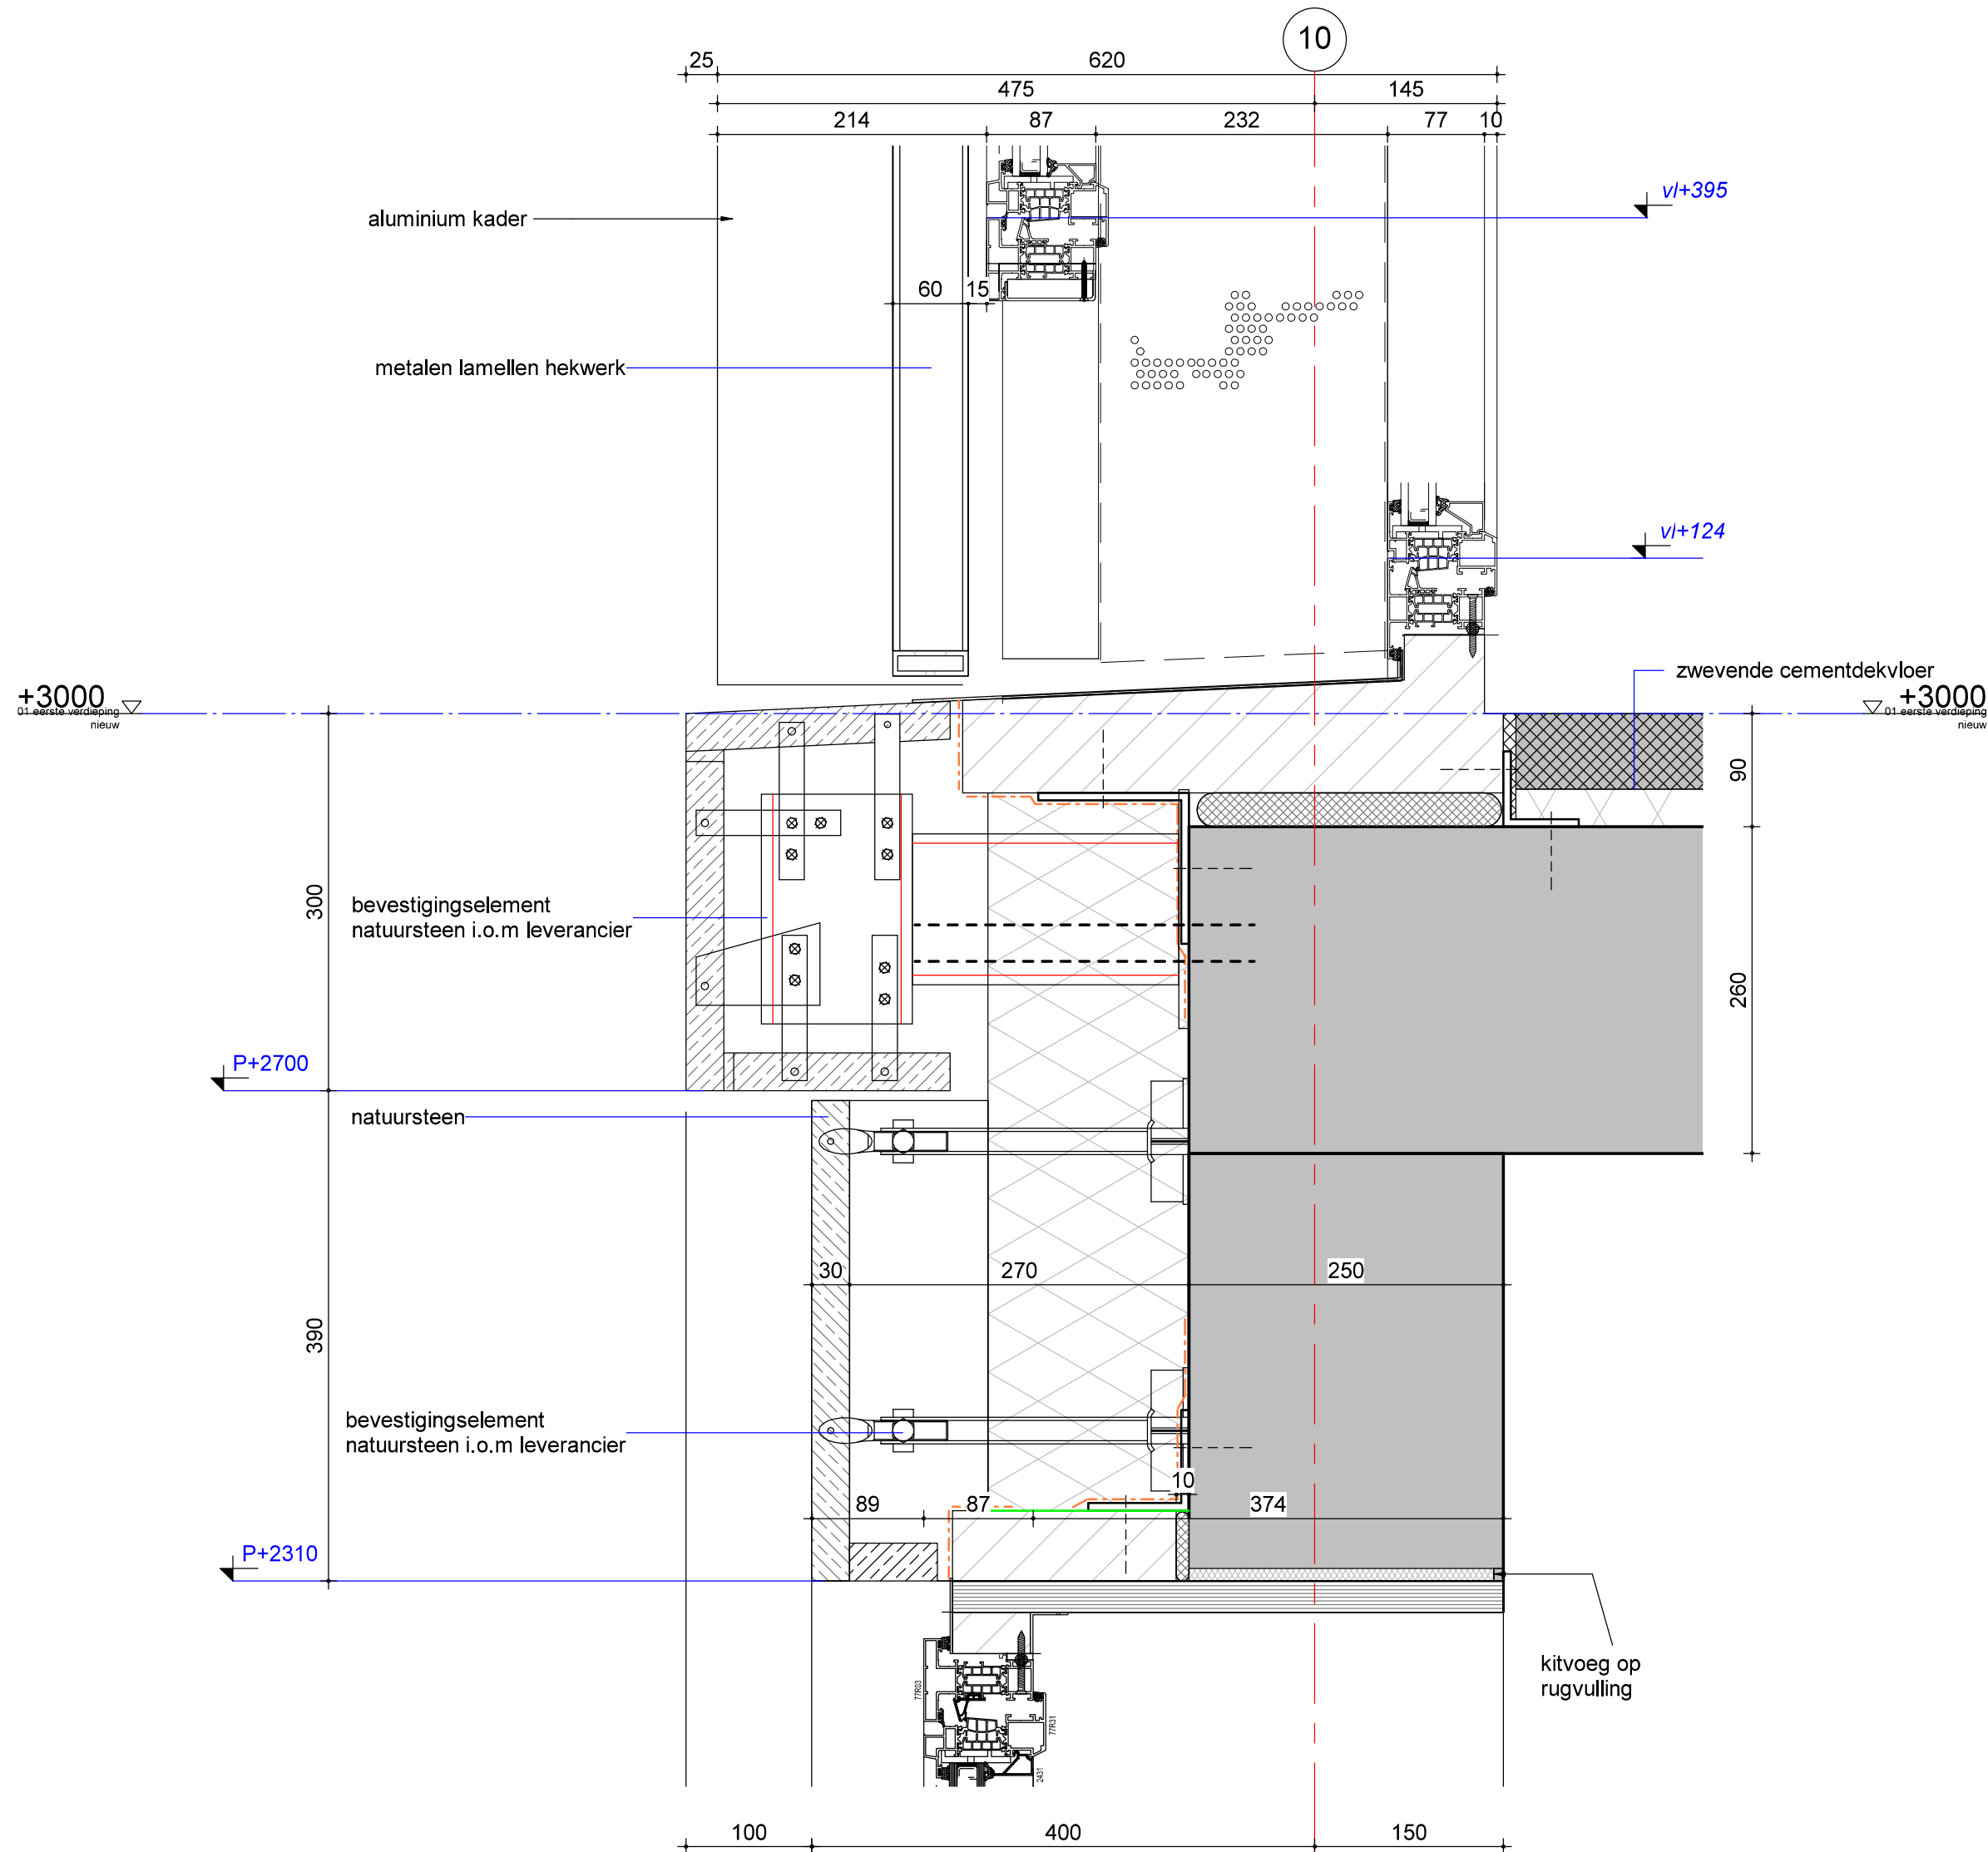 10
25
620
475
145
214
87
232
77
10
vl+395
aluminium kader
60
15
metalen lamellen hekwerk
vl+124
zwevende cementdekvloer
+3000
01 eerste verdieping
nieuw
+3000
01 eerste verdieping
nieuw
90
300
bevestigingselement
natuursteen i.o.m leverancier
260
P+2700
natuursteen
30
270
250
390
bevestigingselement
natuursteen i.o.m leverancier
10
89
87
374
P+2310
kitvoeg op
rugvulling
77R03
77R31
2431
100
400
150